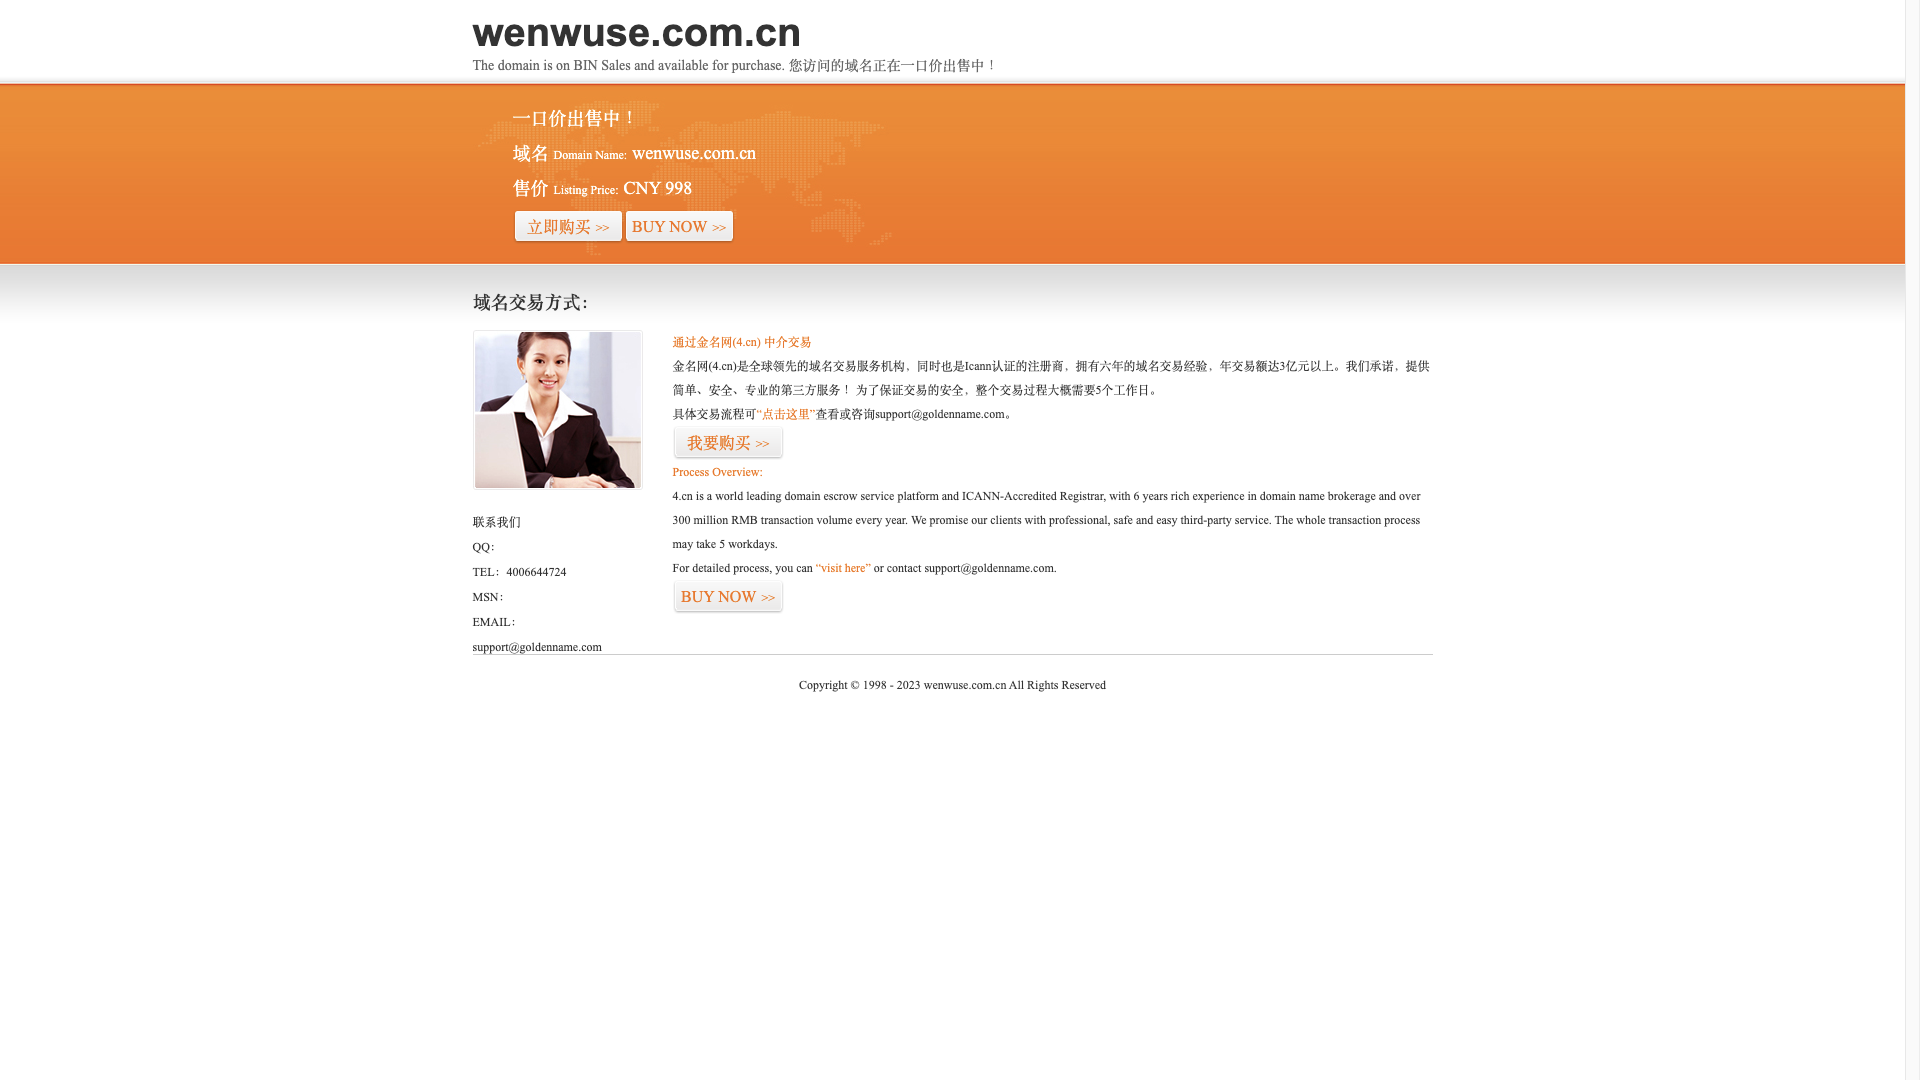 wenwuse.com.cn
The domain is on BIN Sales and available for purchase. 您访问的域名正在一口价出售中！
一口价出售中！
域名 Domain Name: wenwuse.com.cn
售价 Listing Price: CNY 998
立即购买 >> BUY NOW >>
域名交易方式：
通过金名网(4.cn) 中介交易
金名网(4.cn)是全球领先的域名交易服务机构，同时也是Icann认证的注册商，拥有六年的域名交易经验，年交易额达3亿元以上。我们承诺，提供
简单、安全、专业的第三方服务！ 为了保证交易的安全，整个交易过程大概需要5个工作日。
具体交易流程可“点击这里”查看或咨询support@goldenname.com。
我要购买 >>
Process Overview:
4.cn is a world leading domain escrow service platform and ICANN-Accredited Registrar, with 6 years rich experience in domain name brokerage and over
300 million RMB transaction volume every year. We promise our clients with professional, safe and easy third-party service. The whole transaction process
may take 5 workdays.
For detailed process, you can “visit here” or contact support@goldenname.com.
BUY NOW >>
联系我们
QQ：
TEL：4006644724
MSN：
EMAIL：
support@goldenname.com
Copyright © 1998 - 2023 wenwuse.com.cn All Rights Reserved